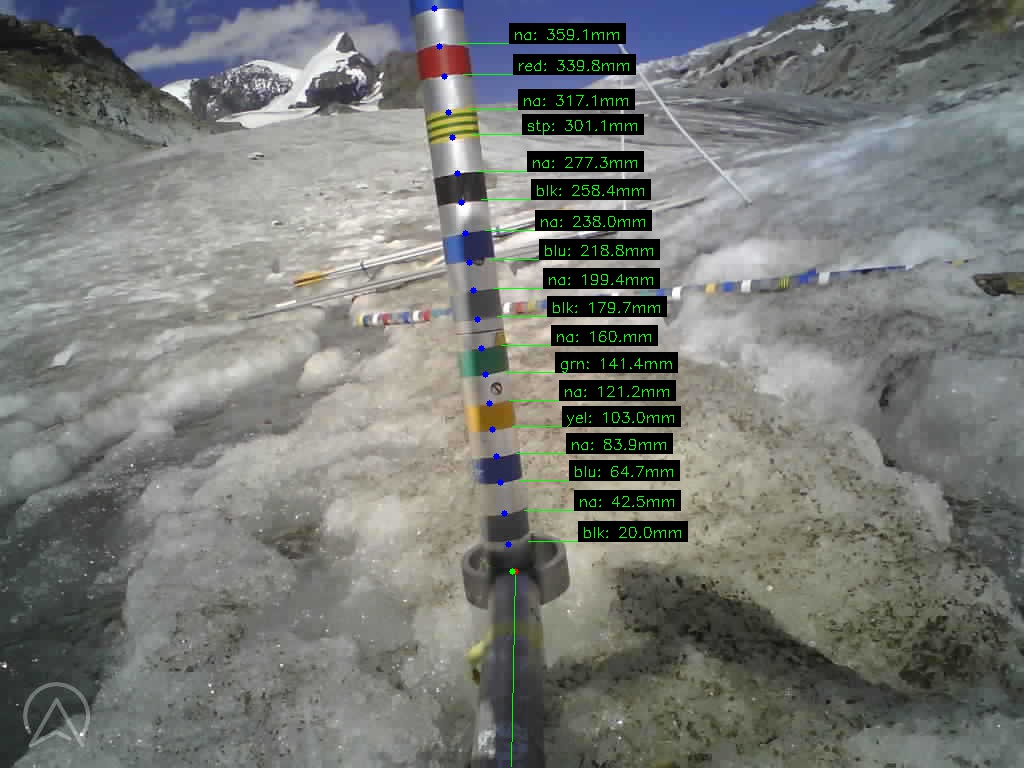 na: 359.1mm
red: 339.8mm
na: 317.1mm
stp: 301.1mm
na: 277.3mm
blk: 258.4mm
na: 238.0mm
blu: 218.8mm
na: 199.4mm
blk: 179.7mm
na: 160.mm
grn: 141.4mm
na: 121.2mm
yel: 103.0mm
na: 83.9mm
blu: 64.7mm
na: 42.5mm
blk: 20.0mm